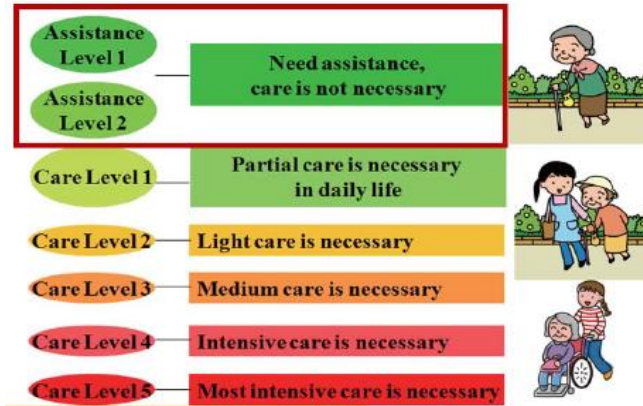 Assistance
Level 1
Need assistance,
care is not necessary
Assistance
Level 2
Care Level 1
Partial care is necessary
in daily life
Care Level 2
Light care is necessary
Care Level 3
Medium care is necessary
Care Level 4
Intensive care is necessary
Care Level 5
Most intensive care is necessary